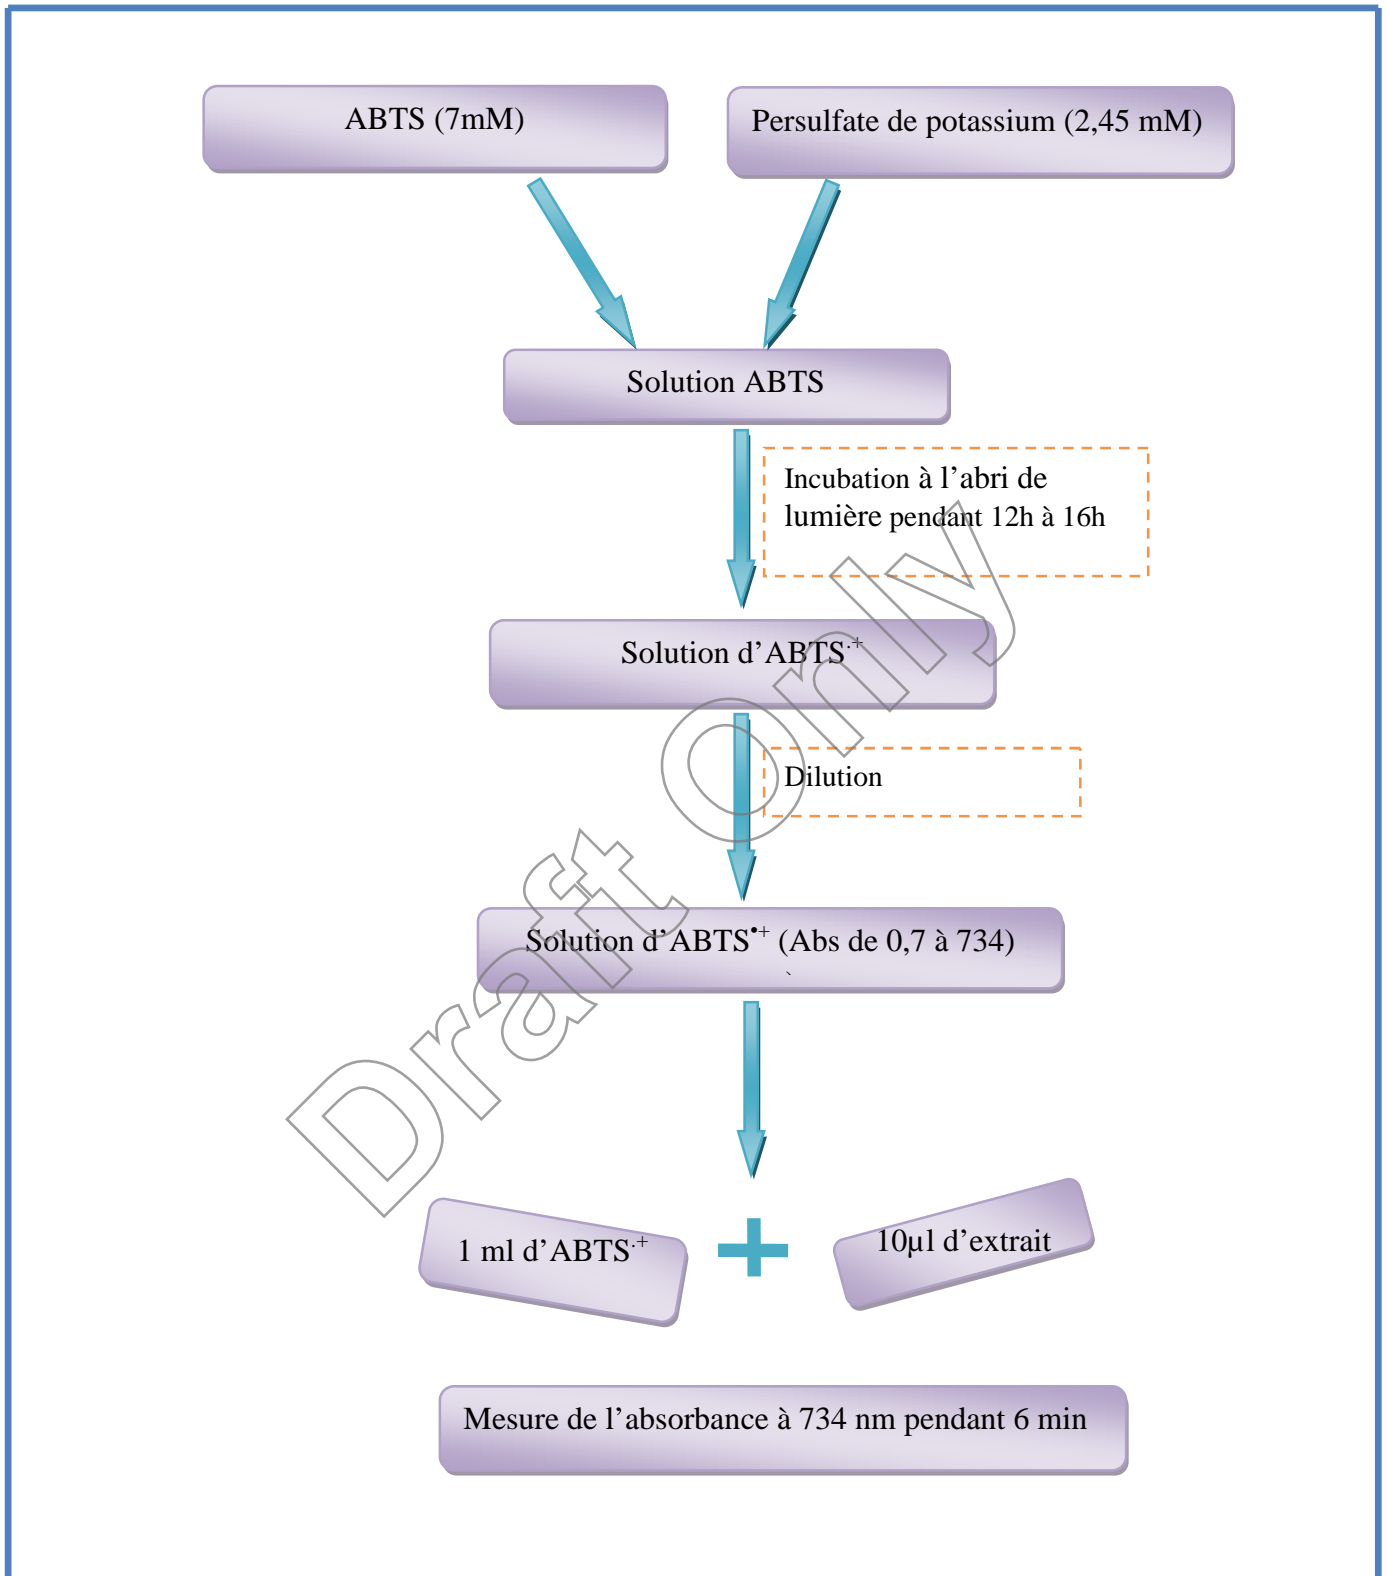 ABTS (7mM)
Persulfate de potassium (2,45 mM)
Solution ABTS
Incubation à l’abri de
lumière pendant 12h à 16h
Solution d’ABTS·⁺
Dilution
Solution d’ABTS•⁺ (Abs de 0,7 à 734)
1 ml d’ABTS·⁺
10µl d’extrait
Mesure de l’absorbance à 734 nm pendant 6 min
Draft Only